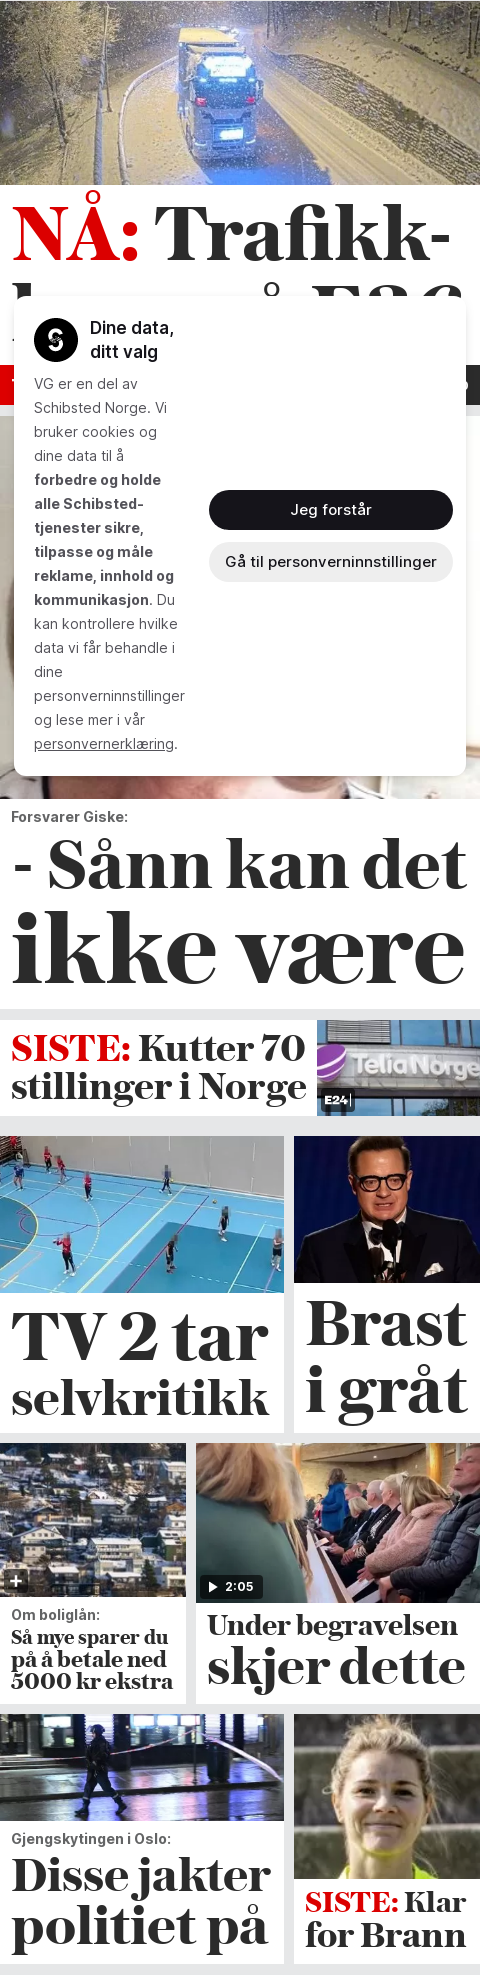 NÅ: Trafikk-
Dine data,
ditt valg
VG er en del av
Schibsted Norge. Vi
bruker cookies og
dine data til å
forbedre og holde
alle Schibsted-
tjenester sikre,
tilpasse og måle
reklame, innhold og
kommunikasjon. Du
kan kontrollere hvilke
data vi får behandle i
dine
personverninnstillinger
og lese mer i vår
personvernerklæring.
Jeg forstår
Gå til personverninnstillinger
Forsvarer Giske:
- Sånn kan det
ikke være
SISTE: Kutter 70
stillinger i Norge
Telia Norge
E24
TV 2 tar
selvkritikk
Brast
i gråt
Om boliglån:
Så mye sparer du
på å betale ned
5000 kr ekstra
2:05
Under begravelsen
skjer dette
Gjengskytingen i Oslo:
Disse jakter
politiet på
SISTE: Klar
for Brann